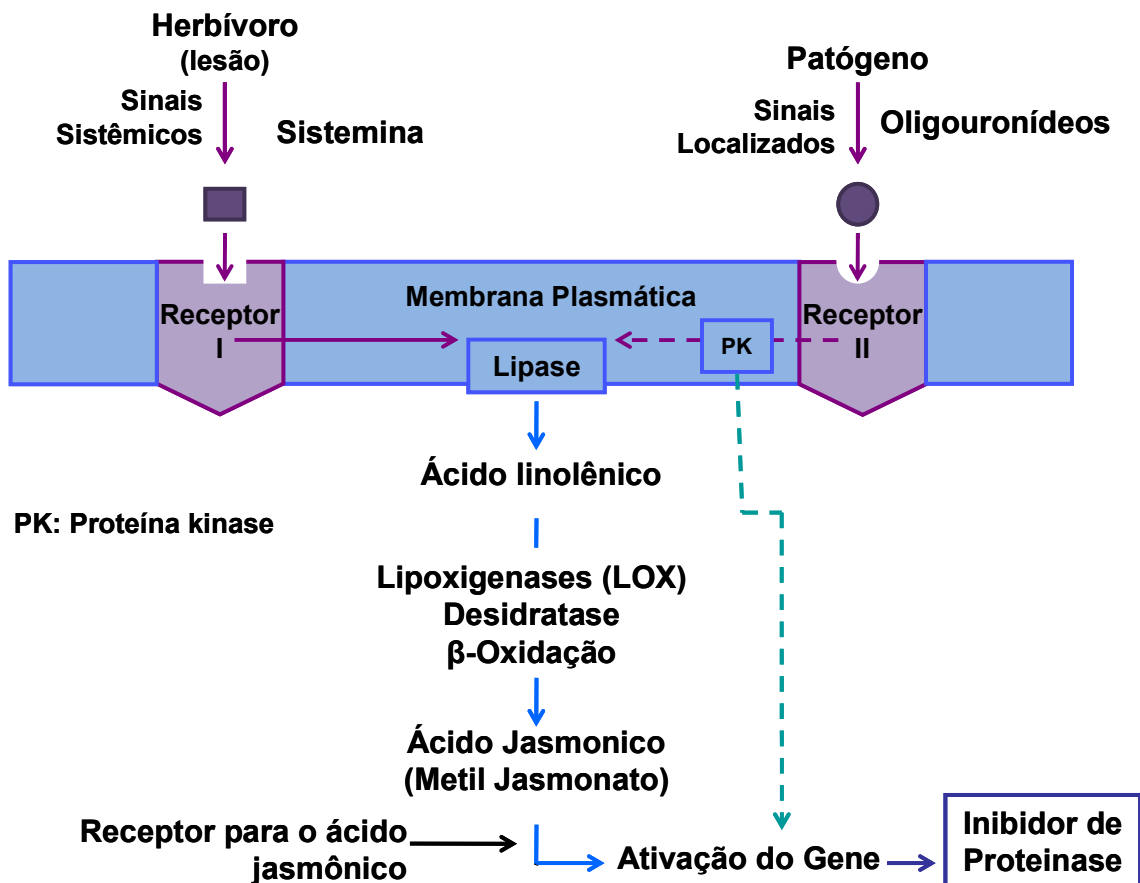 Herbívoro
(lesão)
Sinais
Sistêmicos
Sistemina
Patógeno
Sinais
Localizados
Oligouronídeos
Receptor
I
Membrana Plasmática
Lipase
PK
Receptor
II
Ácido linolênico
PK: Proteína kinase
Lipoxigenases (LOX)
Desidratase
β-Oxidação
Ácido Jasmonico
(Metil Jasmonato)
Receptor para o ácido
jasmônico
Ativação do Gene
Inibidor de
Proteinase